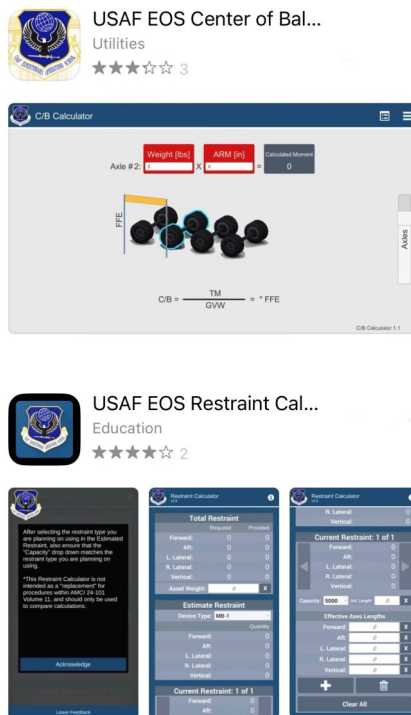 USAF EOS Center of Bal...
Utilities
3
C/B Calculator
Weight [lbs]
ARM [in]
Calculated Moment
Axle #2:
X
=
0
FFE
Axles
C/B = TM
GVW
= " FFE
C/B Calculator 1.1
USAF EOS Restraint Cal...
Education
2
After selecting the restraint type you
are planning on using in the Estimated
Restraint, also ensure that the
"Capacity" drop down matches the
restraint type you are planning on
using.
*This Restraint Calculator is not
intended as a "replacement" for
procedures within AMCI 24-101
Volume 11, and should only be used
to compare calculations.
Acknowledge
Leave Feedback
Restraint Calculator
Total Restraint
Required Provided
Forward: 0 0
Aft: 0 0
L. Lateral: 0 0
R. Lateral: 0 0
Vertical: 0 0
Asset Weight: 0 X
Estimate Restraint
Device Type: MB-1
Quantity
Forward: 0
Aft: 0
L. Lateral: 0
R. Lateral: 0
Vertical: 0
Current Restraint: 1 of 1
Forward: 0
Aft: 0
Restraint Calculator
R. Lateral: 0
Vertical: 0
Current Restraint: 1 of 1
Forward: 0
Aft: 0
L. Lateral: 0
R. Lateral: 0
Vertical: 0
Capacity: 5000 Act. Length: 0 X
Effective Axes Lengths
Forward: 0 X
Aft: 0 X
L. Lateral: 0 X
R. Lateral: 0 X
Vertical: 0 X
Clear All